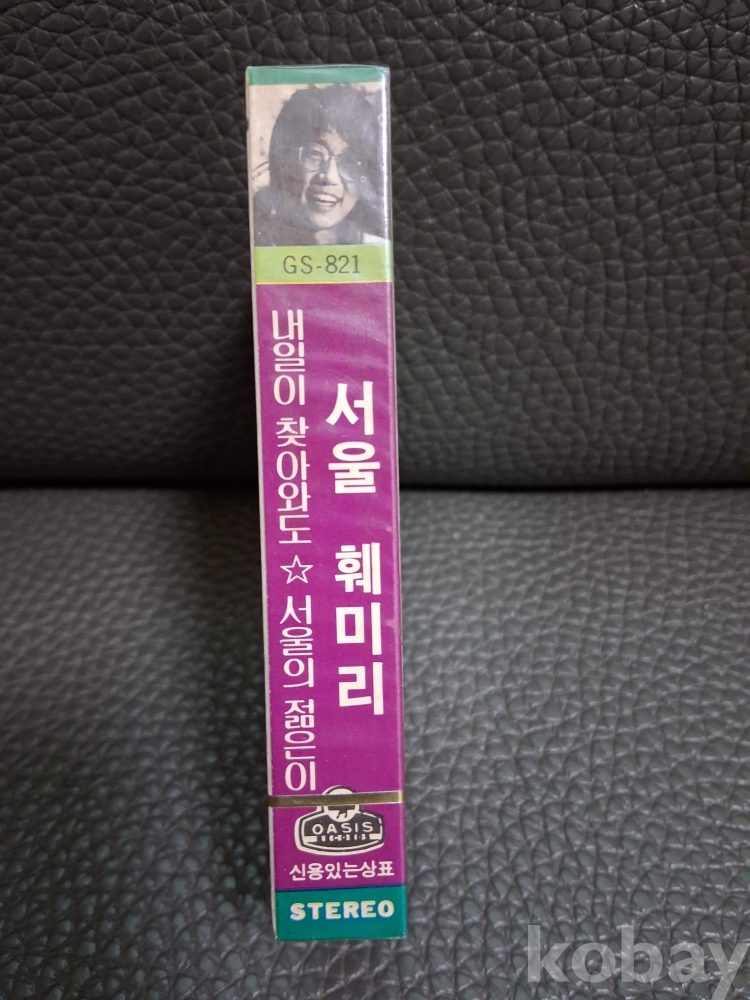 GS-821
서울 훼미리
내일이 찾아와도 ☆ 서울의 젊은이
OASIS
신용있는상표
STEREO
kobay